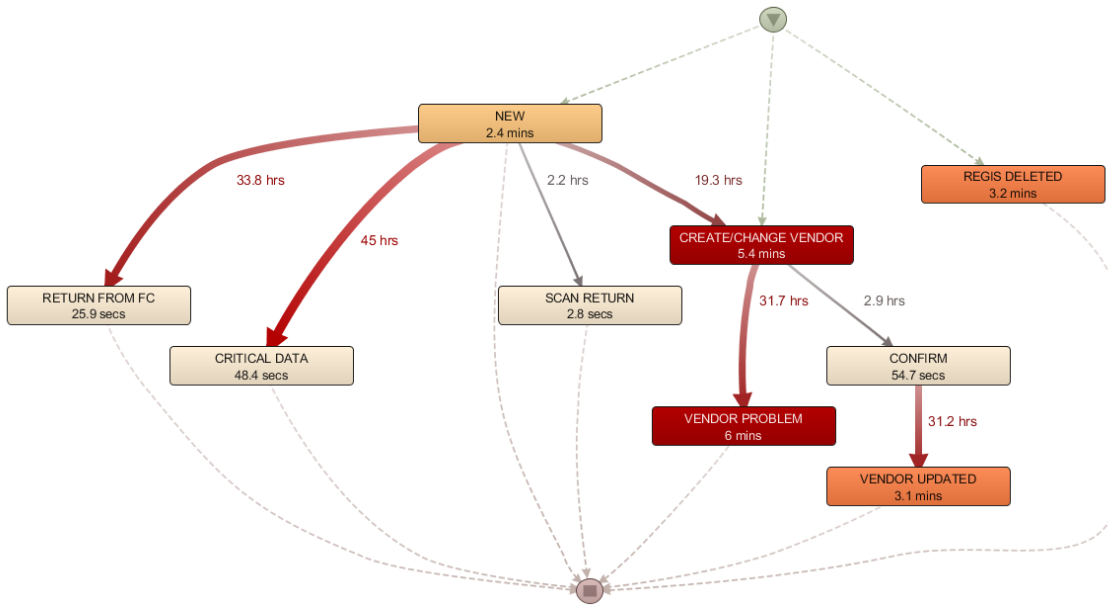 NEW
2.4 mins
33.8 hrs
2.2 hrs
19.3 hrs
REGIS DELETED
3.2 mins
45 hrs
CREATE/CHANGE VENDOR
5.4 mins
RETURN FROM FC
25.9 secs
SCAN RETURN
2.8 secs
31.7 hrs
2.9 hrs
CRITICAL DATA
48.4 secs
CONFIRM
54.7 secs
VENDOR PROBLEM
6 mins
31.2 hrs
VENDOR UPDATED
3.1 mins